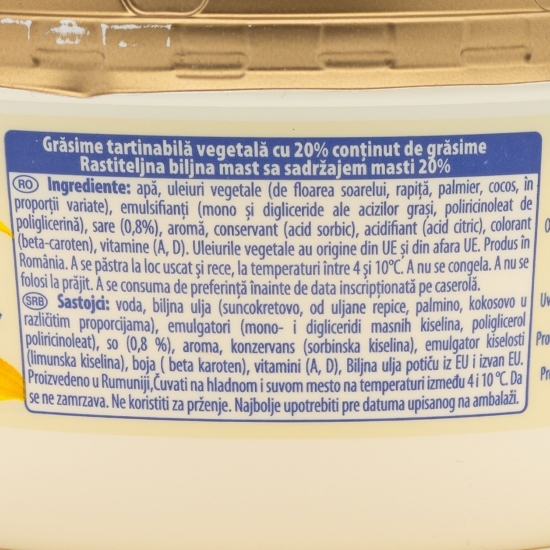 Grăsime tartinabilă vegetală cu 20% conținut de grăsime
Rastiteljna biljna mast sa sadržajem masti 20%
RO Ingrediente: apă, uleiuri vegetale (de floarea soarelui, rapiță, palmier, cocos, în
proporții variate), emulsifianți (mono și digliceride ale acizilor grași, poliricinoleat de
poliglicerină), sare (0,8%), aromă, conservant (acid sorbic), acidifiant (acid citric), colorant
(beta-caroten), vitamine (A, D). Uleiurile vegetale au origine din UE și din afara UE. Produs în
România. A se păstra la loc uscat și rece, la temperaturi între 4 și 10°C. A nu se congela. A nu se
folosi la prăjit. A se consuma de preferință înainte de data inscripționată pe caserolă.
SRB Sastojci: voda, biljna ulja (suncokretovo, od uljane repice, palmino, kokosovo u
različitim proporcijama), emulgatori (mono- i digliceridi masnih kiselina, poliglicerol
poliricinoleat), so (0,8 %), aroma, konzervans (sorbinska kiselina), emulgator kiselosti
(limunska kiselina), boja ( beta karoten), vitamini (A, D), Biljna ulja potiču iz EU i izvan EU.
Proizvedeno u Rumuniji,Čuvati na hladnom i suvom mesto na temperaturi između 4 i 10 °C. Da
se ne zamrzava. Ne koristiti za prženje. Najbolje upotrebiti pre datuma upisanog na ambalaži.